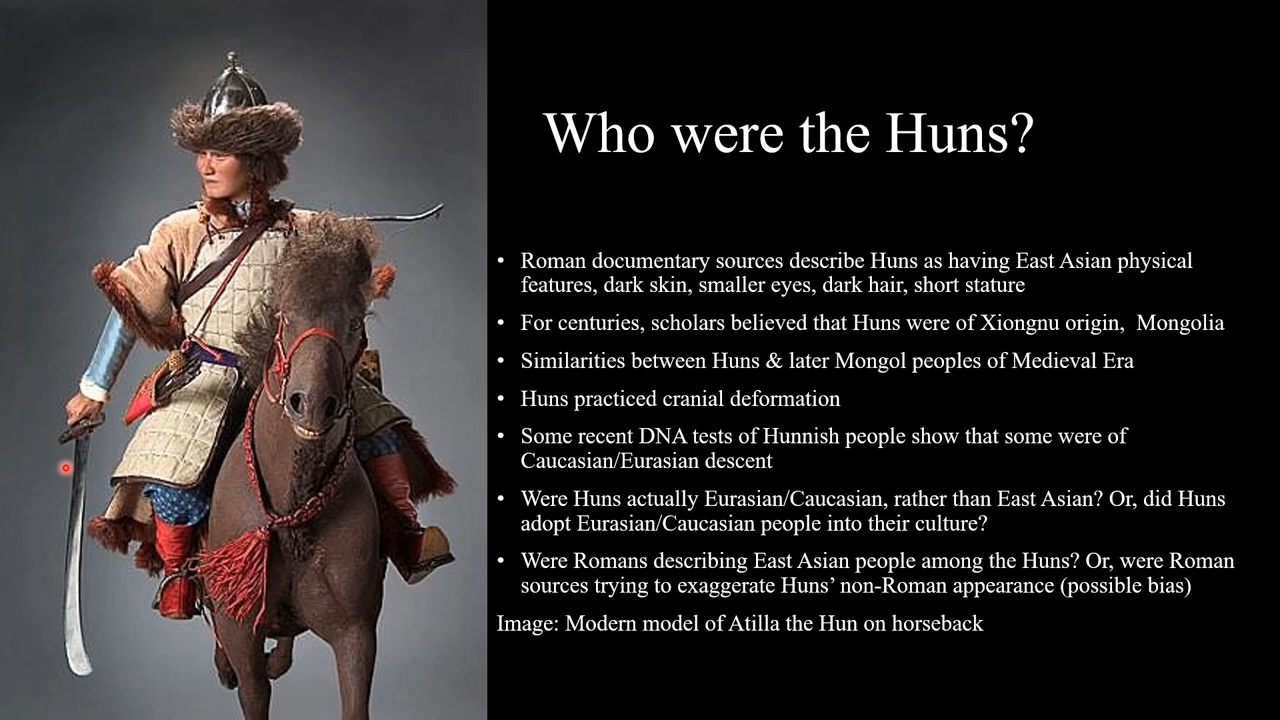 Who were the Huns?
• Roman documentary sources describe Huns as having East Asian physical
features, dark skin, smaller eyes, dark hair, short stature
• For centuries, scholars believed that Huns were of Xiongnu origin,  Mongolia
• Similarities between Huns & later Mongol peoples of Medieval Era
• Huns practiced cranial deformation
• Some recent DNA tests of Hunnish people show that some were of
Caucasian/Eurasian descent
• Were Huns actually Eurasian/Caucasian, rather than East Asian? Or, did Huns
adopt Eurasian/Caucasian people into their culture?
• Were Romans describing East Asian people among the Huns? Or, were Roman
sources trying to exaggerate Huns’ non-Roman appearance (possible bias)
Image: Modern model of Atilla the Hun on horseback